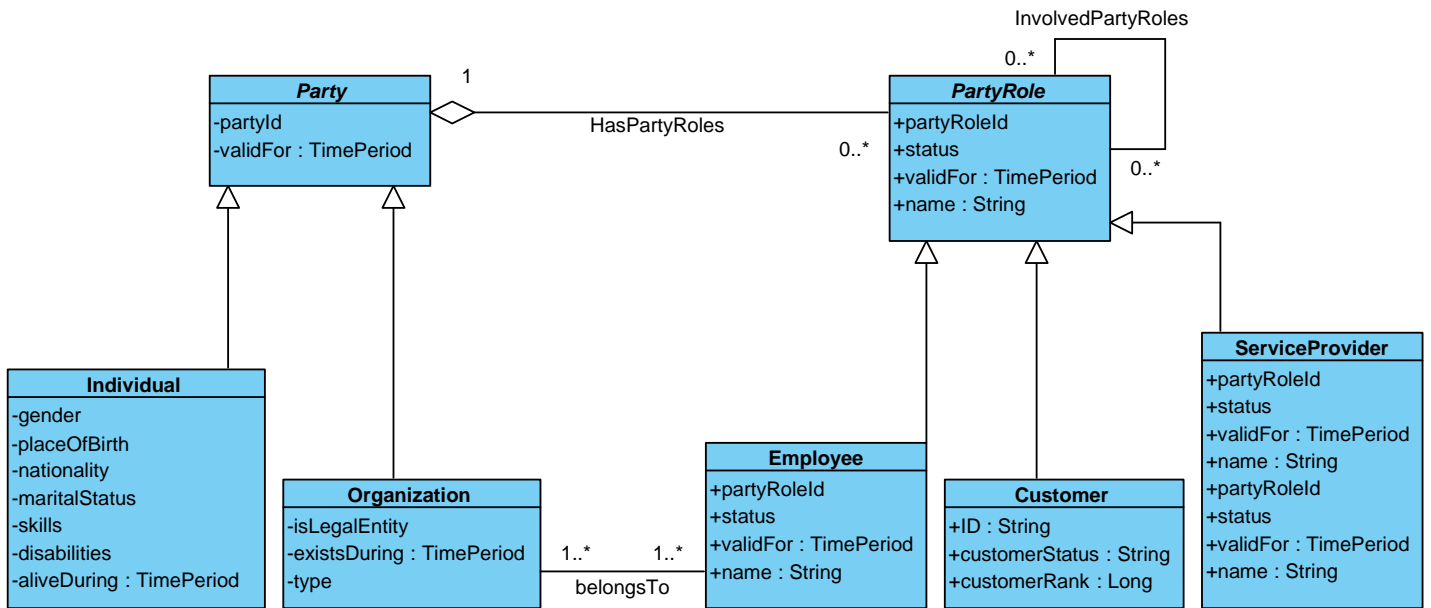 InvolvedPartyRoles
0..*
0..*
Party
-partyId
-validFor : TimePeriod
1
HasPartyRoles
0..*
PartyRole
+partyRoleId
+status
+validFor : TimePeriod
+name : String
Individual
-gender
-placeOfBirth
-nationality
-maritalStatus
-skills
-disabilities
-aliveDuring : TimePeriod
Organization
-isLegalEntity
-existsDuring : TimePeriod
-type
1..*
1..*
belongsTo
Employee
+partyRoleId
+status
+validFor : TimePeriod
+name : String
Customer
+ID : String
+customerStatus : String
+customerRank : Long
ServiceProvider
+partyRoleId
+status
+validFor : TimePeriod
+name : String
+partyRoleId
+status
+validFor : TimePeriod
+name : String